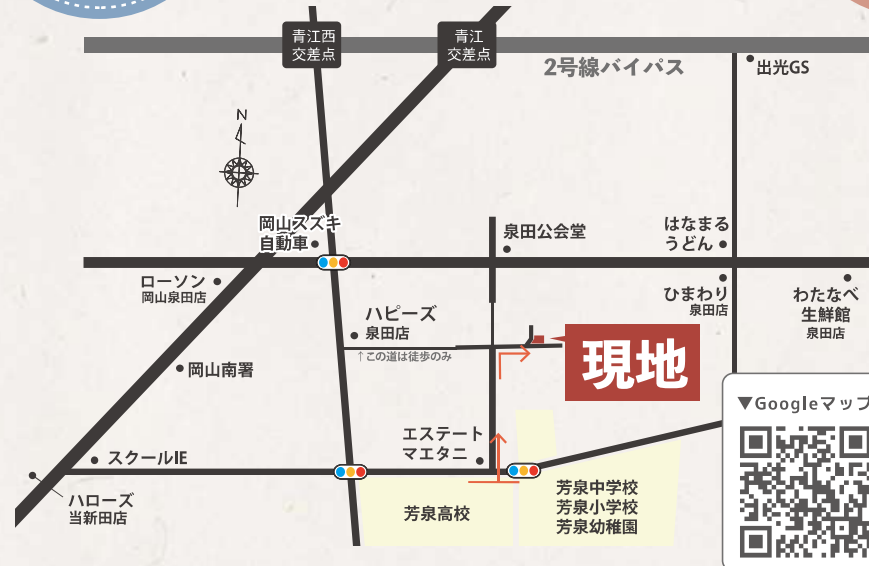 青江西
交差点
青江
交差点
2号線バイパス
出光GS
N
岡山スズキ
自動車
泉田公会堂
はなまる
うどん
ローソン
岡山泉田店
ひまわり
泉田店
わたなべ
生鮮館
泉田店
ハピーズ
泉田店
↑この道は徒歩のみ
現地
岡山南署
▼Googleマップ
エステート
マエタニ
スクールIE
ハローズ
当新田店
芳泉高校
芳泉中学校
芳泉小学校
芳泉幼稚園